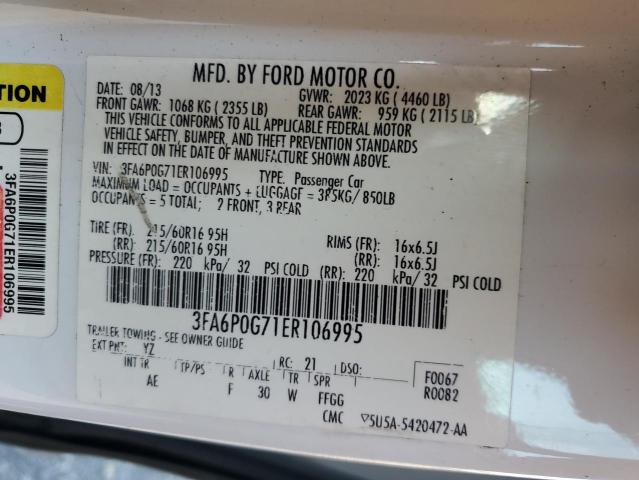 TION
3FA6P0G71ER106995
MFD. BY FORD MOTOR CO.
DATE: 08/13 GVWR: 2023 KG ( 4460 LB)
FRONT GAWR: 1068 KG ( 2355 LB) REAR GAWR: 959 KG ( 2115 LB)
THIS VEHICLE CONFORMS TO ALL APPLICABLE FEDERAL MOTOR
VEHICLE SAFETY, BUMPER, AND THEFT PREVENTION STANDARDS
IN EFFECT ON THE DATE OF MANUFACTURE SHOWN ABOVE.
VIN: 3FA6P0G71ER106995 TYPE: Passenger Car
MAXIMUM LOAD = OCCUPANTS + LUGGAGE = 385KG/ 850LB
OCCUPANTS = 5 TOTAL; 2 FRONT, 3 REAR
TIRE (FR): 215/60R16 95H RIMS (FR): 16x6.5J
(RR): 215/60R16 95H (RR): 16x6.5J
PRESSURE (FR): 220 kPa/ 32 PSI COLD (RR): 220 kPa/ 32 PSI COLD
3FA6P0G71ER106995
TRAILER TOWING - SEE OWNER GUIDE
EXT PNT: YZ RC: 21 DSO: F0067
INT TR TP/PS R AXLE TR SPR R0082
AE F 30 W FFGG
CMC 5U5A-5420472-AA